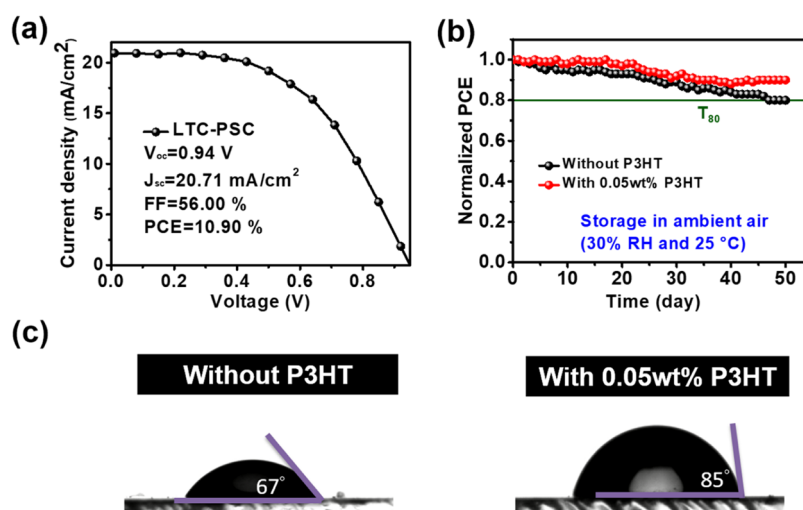 (a)
Current density (mA/cm²)
20
15
10
5
0
LTC-PSC
Voc=0.94 V
Jsc=20.71 mA/cm²
FF=56.00 %
PCE=10.90 %
0.0 0.2 0.4 0.6 0.8
Voltage (V)
(b)
Normalized PCE
1.0
0.8
0.6
0.4
0.2
0.0
T80
Without P3HT
With 0.05wt% P3HT
Storage in ambient air
(30% RH and 25 °C)
0 10 20 30 40 50
Time (day)
(c)
Without P3HT
67°
With 0.05wt% P3HT
85°